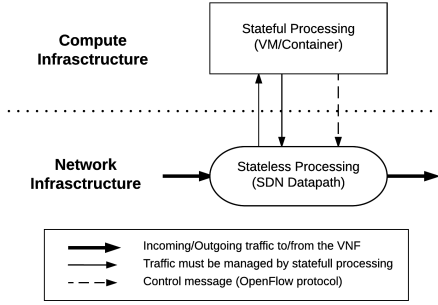 Compute
Infrasctructure
Stateful Processing
(VM/Container)
Network
Infrasctructure
Stateless Processing
(SDN Datapath)
Incoming/Outgoing traffic to/from the VNF
Traffic must be managed by statefull processing
Control message (OpenFlow protocol)